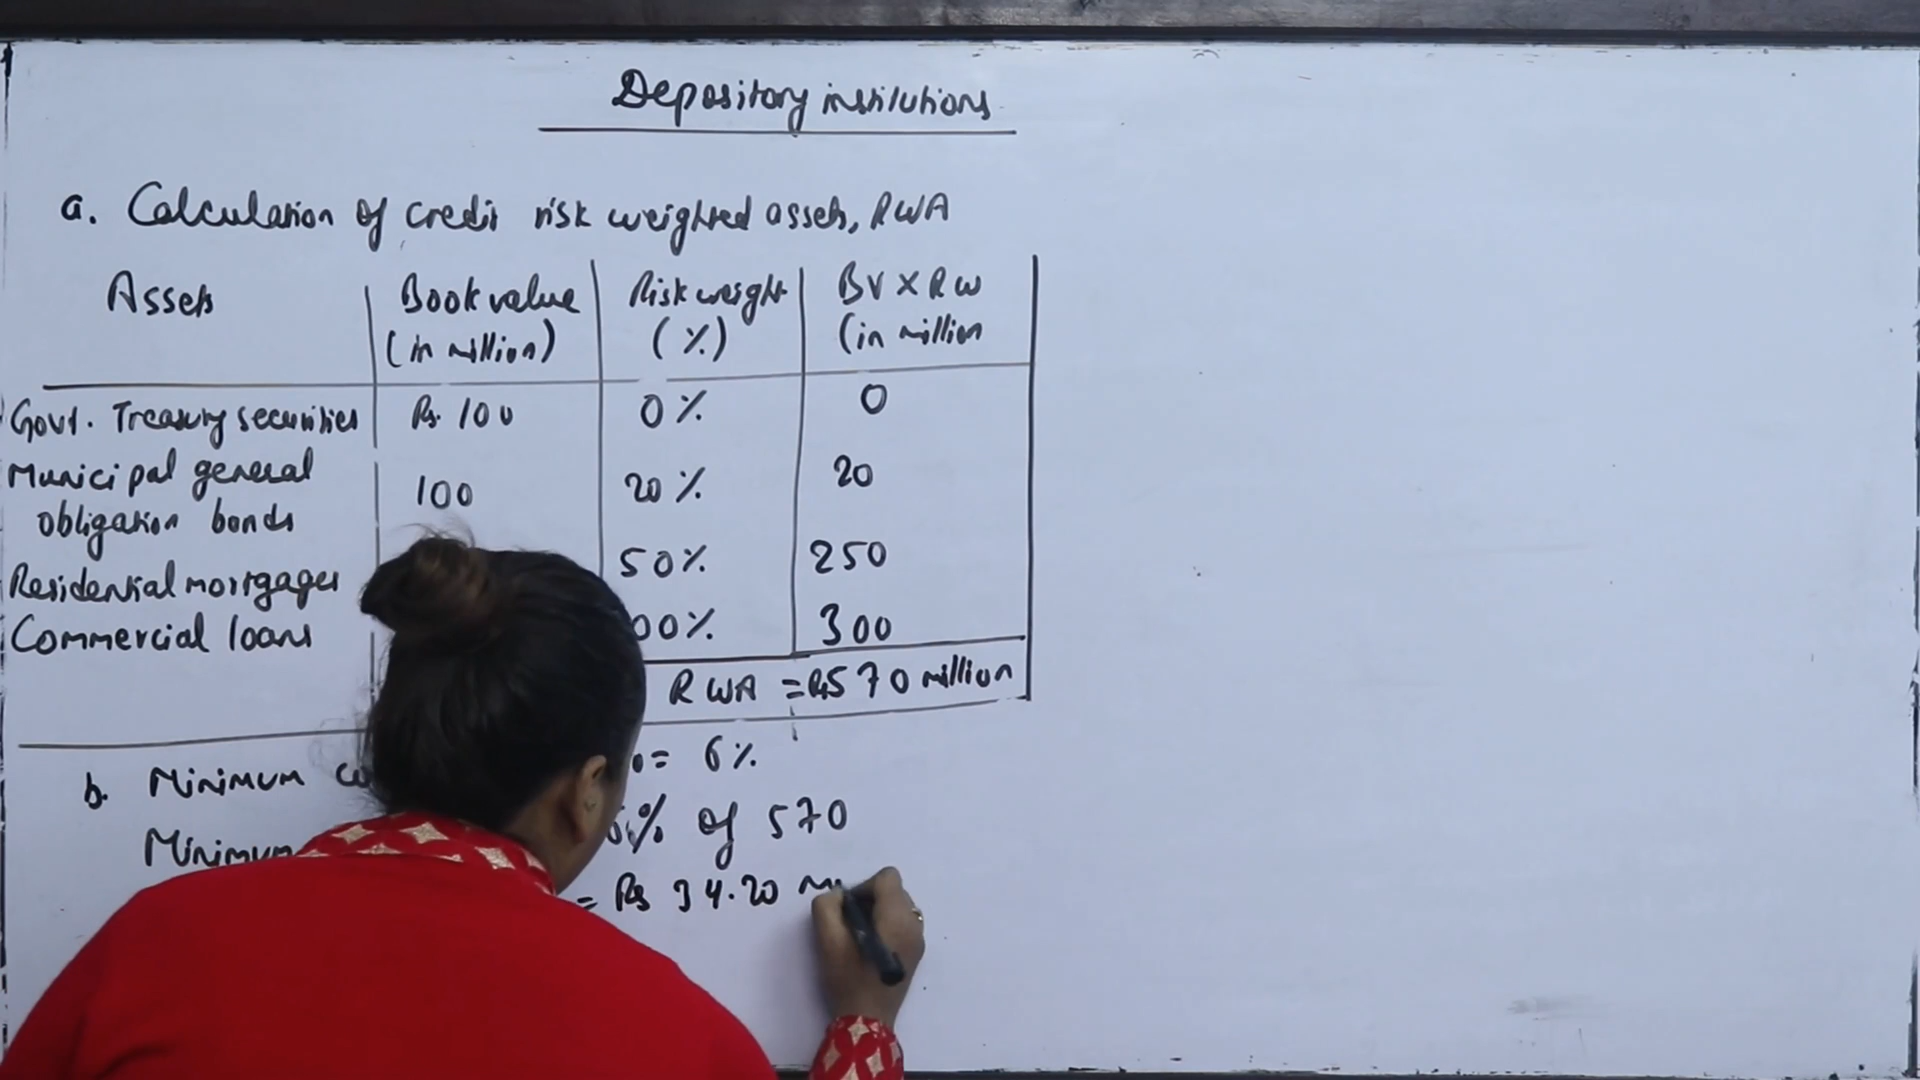 Depository institutions
a. Calculation of credit risk weighted assets, RWA
Assets Book value (in million) Risk weight (%) BV X RW (in million
Govt. Treasury securities Rs. 100 0% 0
Municipal general obligation bonds 100 20% 20
Residential mortgages 50% 250
Commercial loans 00% 300
RWA = Rs 570 million
b. Minimum = 6%
Minimum % of 570
= Rs 34.20